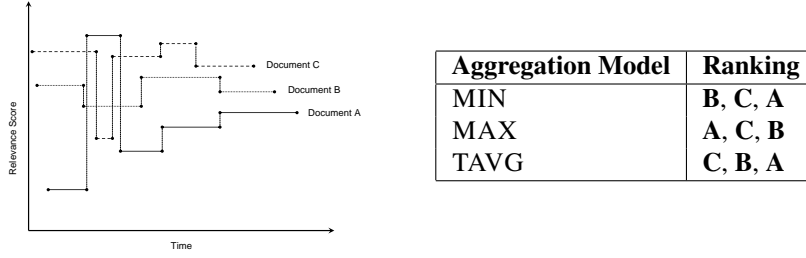 Document C
Document B
Document A
Relevance Score
Time
Aggregation Model Ranking
MIN B, C, A
MAX A, C, B
TAVG C, B, A